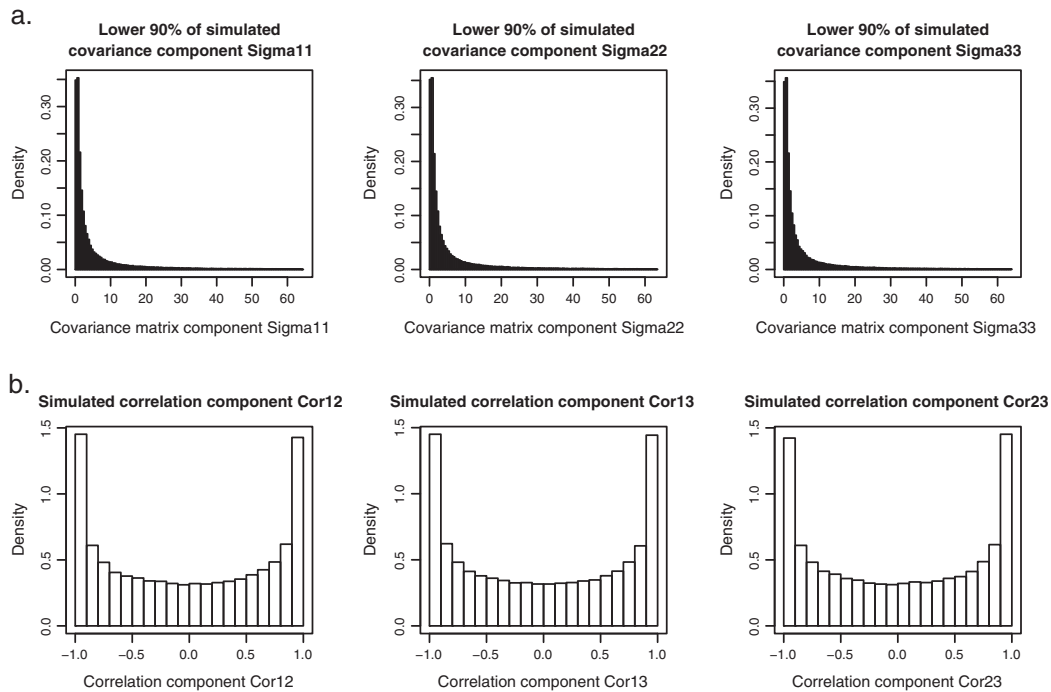 a.
Lower 90% of simulated
covariance component Sigma11
Lower 90% of simulated
covariance component Sigma22
Lower 90% of simulated
covariance component Sigma33
Density
0.00 0.10 0.20 0.30
0 10 20 30 40 50 60
Covariance matrix component Sigma11
Density
0.00 0.10 0.20 0.30
0 10 20 30 40 50 60
Covariance matrix component Sigma22
Density
0.00 0.10 0.20 0.30
0 10 20 30 40 50 60
Covariance matrix component Sigma33
b.
Simulated correlation component Cor12
Simulated correlation component Cor13
Simulated correlation component Cor23
Density
0.0 0.5 1.0 1.5
−1.0 −0.5 0.0 0.5 1.0
Correlation component Cor12
Density
0.0 0.5 1.0 1.5
−1.0 −0.5 0.0 0.5 1.0
Correlation component Cor13
Density
0.0 0.5 1.0 1.5
−1.0 −0.5 0.0 0.5 1.0
Correlation component Cor23